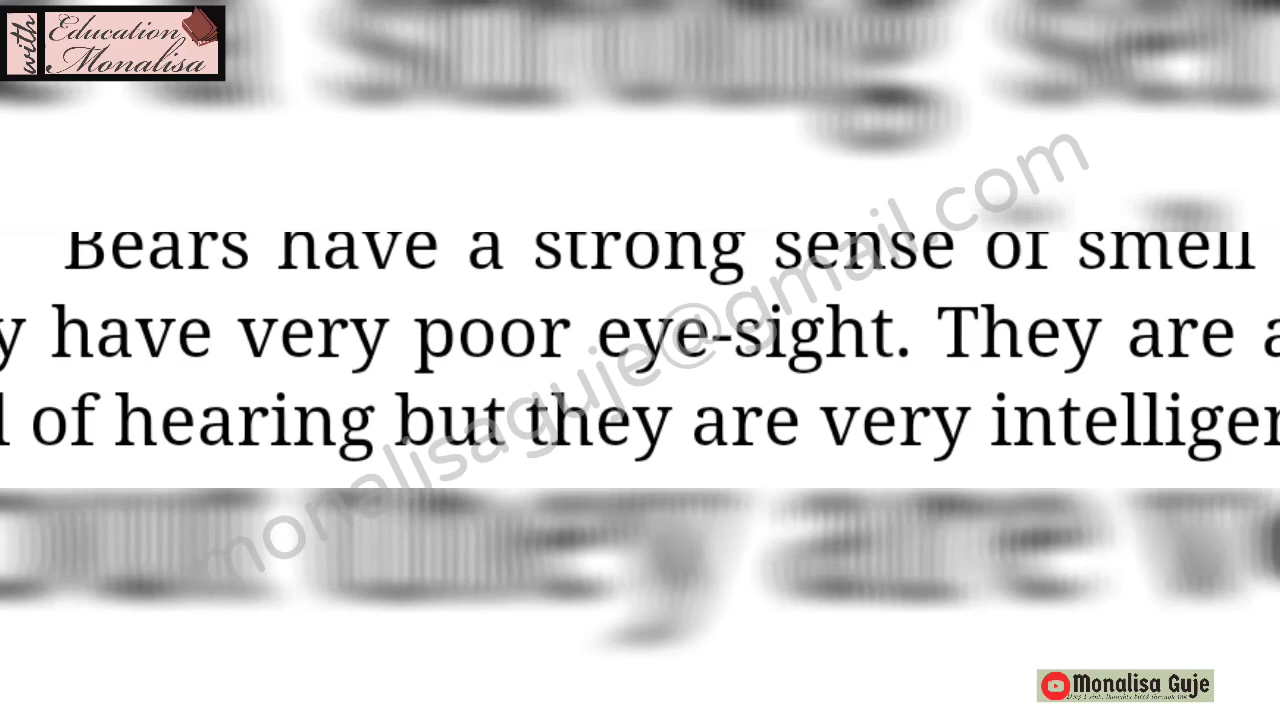 with
Education
Monalisa
Bears have a strong sense of smell
y have very poor eye-sight. They are a
l of hearing but they are very intelligen
monalisaguje@gmail.com
Monalisa Guje